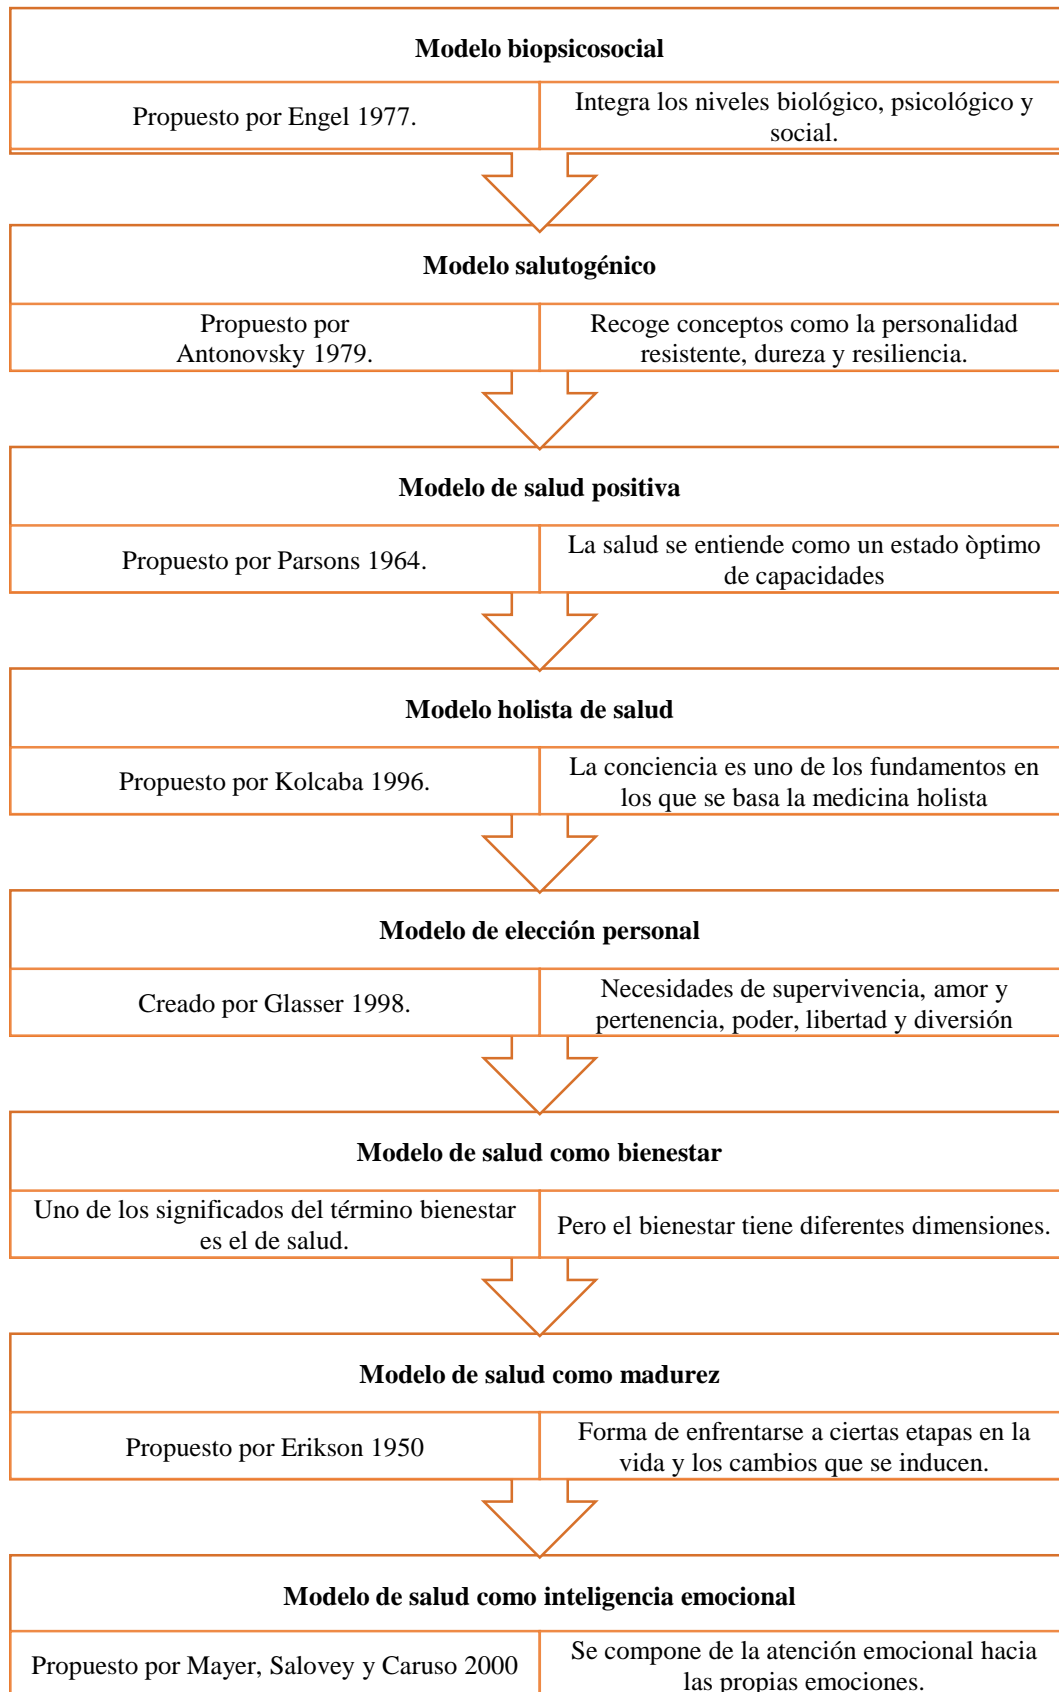 Modelo biopsicosocial
Propuesto por Engel 1977.
Integra los niveles biológico, psicológico y
social.
Modelo salutogénico
Propuesto por
Antonovsky 1979.
Recoge conceptos como la personalidad
resistente, dureza y resiliencia.
Modelo de salud positiva
Propuesto por Parsons 1964.
La salud se entiende como un estado òptimo
de capacidades
Modelo holista de salud
Propuesto por Kolcaba 1996.
La conciencia es uno de los fundamentos en
los que se basa la medicina holista
Modelo de elección personal
Creado por Glasser 1998.
Necesidades de supervivencia, amor y
pertenencia, poder, libertad y diversión
Modelo de salud como bienestar
Uno de los significados del término bienestar
es el de salud.
Pero el bienestar tiene diferentes dimensiones.
Modelo de salud como madurez
Propuesto por Erikson 1950
Forma de enfrentarse a ciertas etapas en la
vida y los cambios que se inducen.
Modelo de salud como inteligencia emocional
Propuesto por Mayer, Salovey y Caruso 2000
Se compone de la atención emocional hacia
las propias emociones.